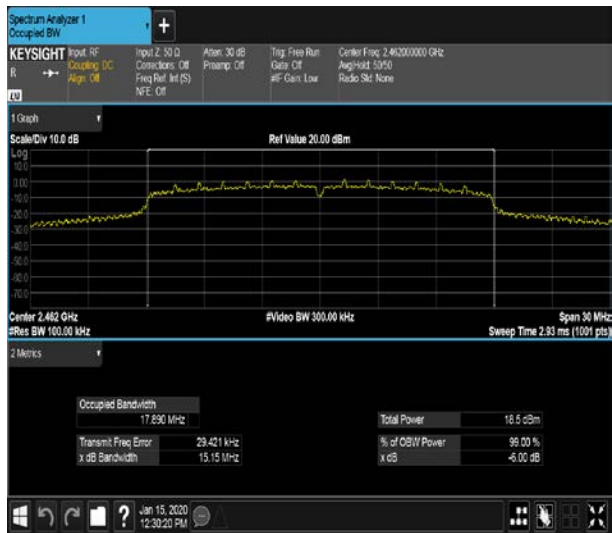 Spectrum Analyzer 1
Occupied BW
KEYSIGHT
R
Input: RF
Coupling: DC
Align: Off
Input Z: 50 Ω
Corrections: Off
Freq Ref: Int (S)
NFE: Off
Atten: 30 dB
Preamp: Off
Trig: Free Run
Gate: Off
#IF Gain: Low
Center Freq: 2.462000000 GHz
Avg|Hold: 50/50
Radio Std: None
1 Graph
Scale/Div 10.0 dB
Ref Value 20.00 dBm
Log
10.0
0.00
-10.0
-20.0
-30.0
-40.0
-50.0
-60.0
-70.0
Center 2.462 GHz
#Video BW 300.00 kHz
Span 30 MHz
#Res BW 100.00 kHz
Sweep Time 2.93 ms (1001 pts)
2 Metrics
Occupied Bandwidth
17.890 MHz
Total Power 18.5 dBm
Transmit Freq Error 29.421 kHz
% of OBW Power 99.00 %
x dB Bandwidth 15.15 MHz
x dB -6.00 dB
?
Jan 15, 2020
12:30:20 PM